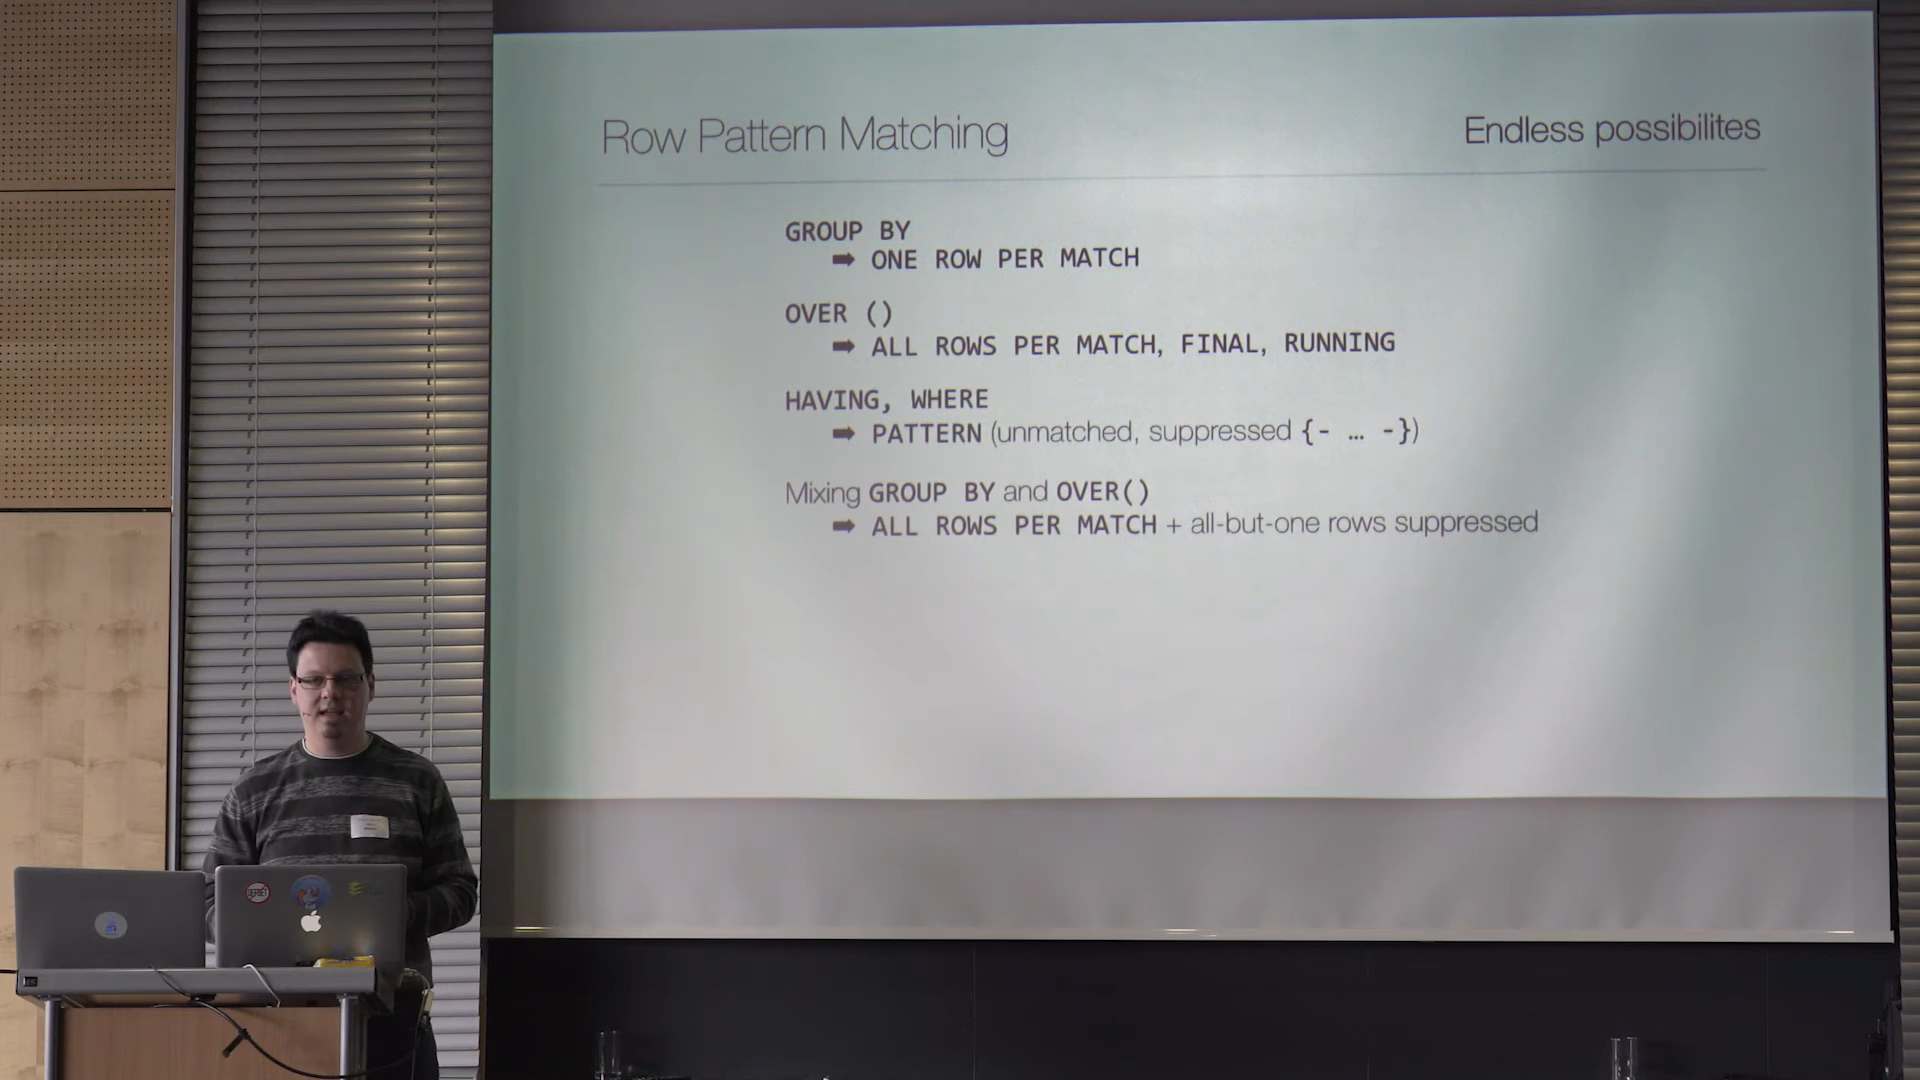 Row Pattern Matching
Endless possibilites
GROUP BY
➡ ONE ROW PER MATCH
OVER ()
➡ ALL ROWS PER MATCH, FINAL, RUNNING
HAVING, WHERE
➡ PATTERN (unmatched, suppressed {- … -})
Mixing GROUP BY and OVER()
➡ ALL ROWS PER MATCH + all-but-one rows suppressed